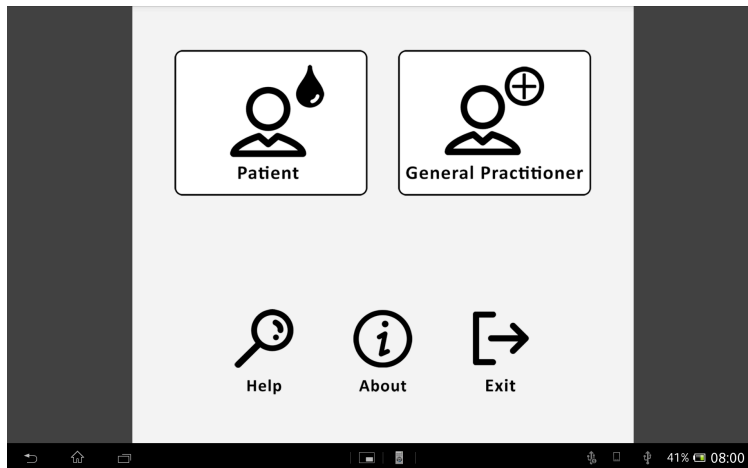 Patient
General Practitioner
Help
About
Exit
41% 08:00